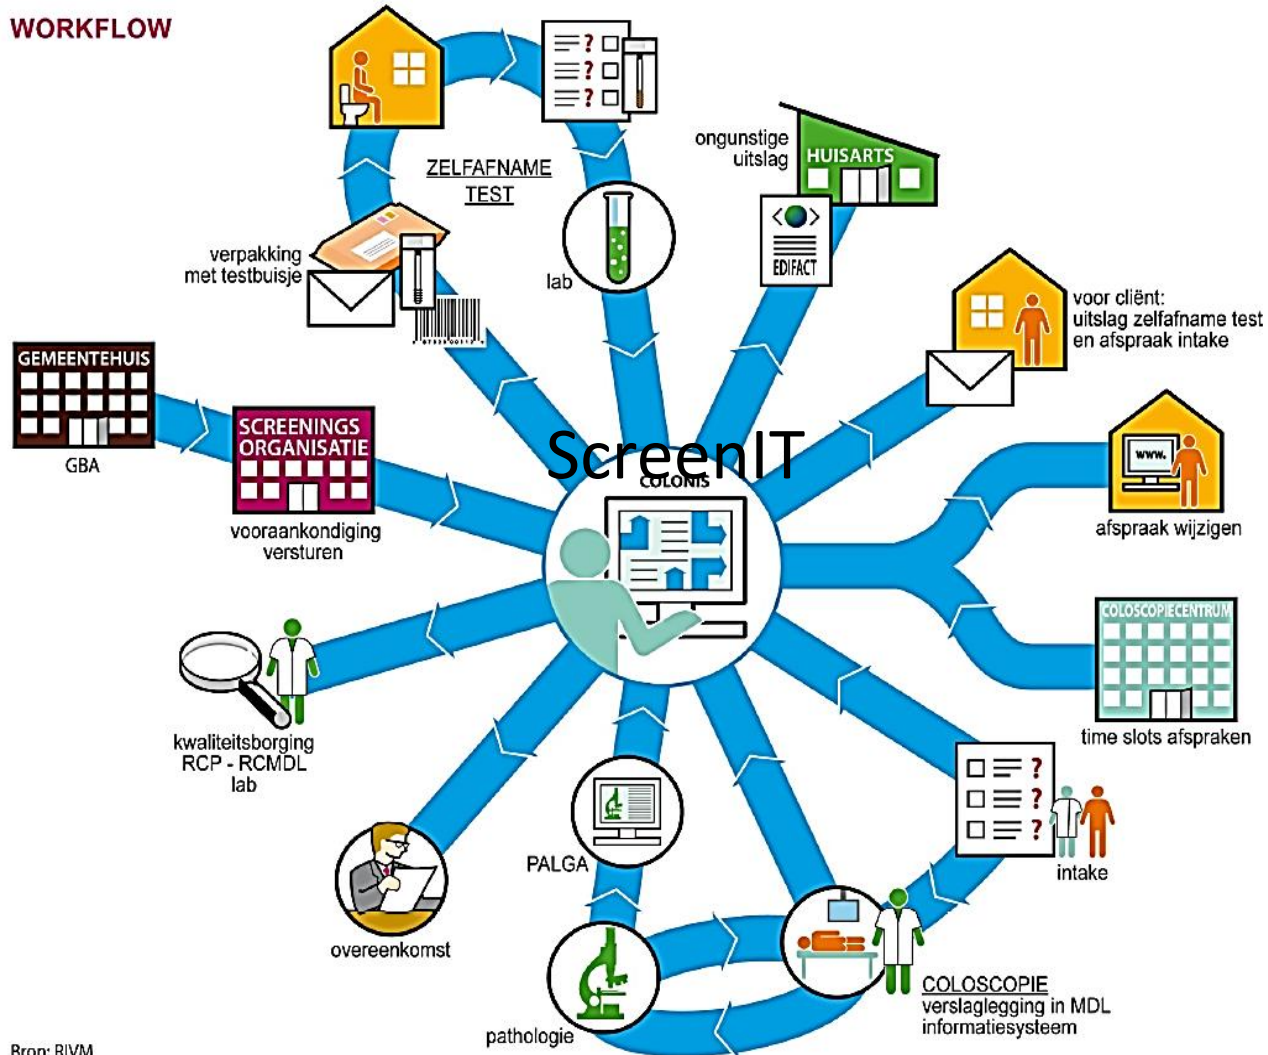 WORKFLOW
ZELFAFNAME
TEST
? 
?
?
ongunstige
uitslag
HUISARTS
EDIFACT
verpakking
met testbuisje
lab
voor cliënt:
uitslag zelfafname test
en afspraak intake
GEMEENTEHUIS
GBA
SCREENINGS
ORGANISATIE
vooraankondiging
versturen
ScreenIT
COLONIS
www.
afspraak wijzigen
COLOSCOPIECENTRUM
time slots afspraken
kwaliteitsborging
RCP - RCMDL
lab
?
?
?
intake
PALGA
overeenkomst
pathologie
COLOSCOPIE
verslaglegging in MDL
informatiesysteem
Bron: RIVM